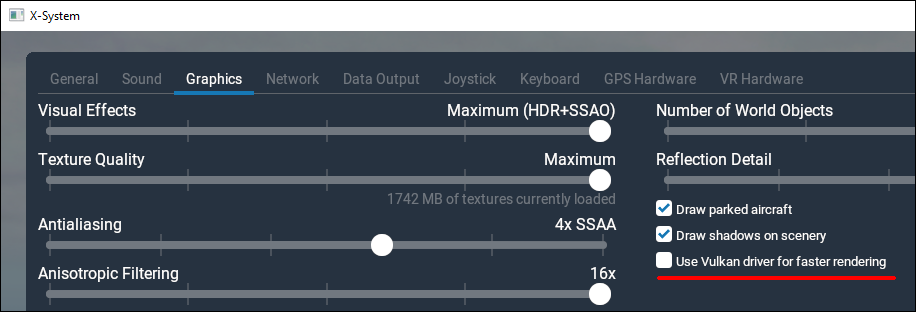 X-System
General Sound Graphics Network Data Output Joystick Keyboard GPS Hardware VR Hardware
Visual Effects Maximum (HDR+SSAO)
Texture Quality Maximum
1742 MB of textures currently loaded
Antialiasing 4x SSAA
Anisotropic Filtering 16x
Number of World Objects
Reflection Detail
Draw parked aircraft
Draw shadows on scenery
Use Vulkan driver for faster rendering